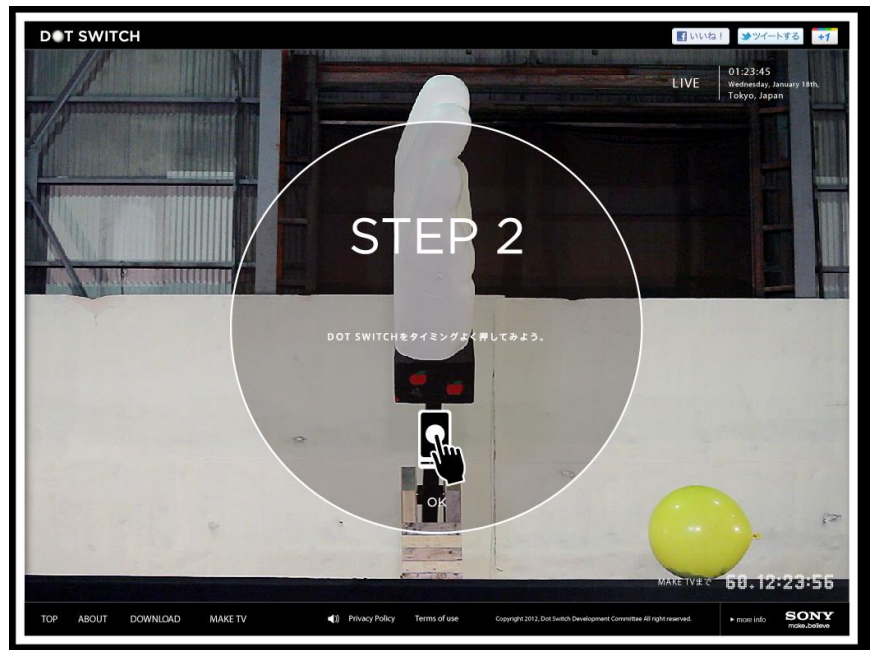 DOT SWITCH
いいね!
ツイートする
+1
LIVE
01:23:45
Wednesday, January 18th,
Tokyo, Japan
STEP 2
DOT SWITCHをタイミングよく押してみよう。
OK
MAKE TVまで 60.12:23:56
TOP ABOUT DOWNLOAD MAKE TV Privacy Policy Terms of use Copyright 2012, Dot Switch Development Committee All right reserved. more info SONY
make.believe